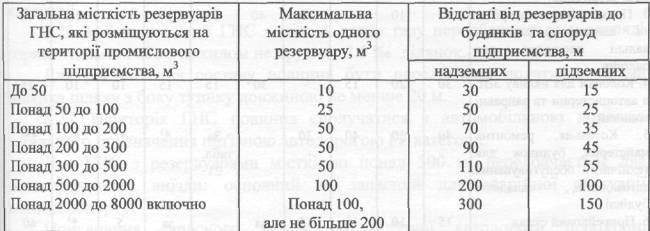 Загальна місткість резервуарів
ГНС, які розміщуються на
території промислового
підприємства, м3
Максимальна
місткість одного
резервуару, м3
Відстані від резервуарів до
будинків та споруд
підприємства, м
надземних підземних
До 50 10 30 15
Понад 50 до 100 25 50 25
Понад 100 до 200 50 70 35
Понад 200 до 300 50 90 45
Понад 300 до 500 50 110 55
Понад 500 до 2000 100 200 100
Понад 2000 до 8000 включно Понад 100, 300 150
але не більше 200